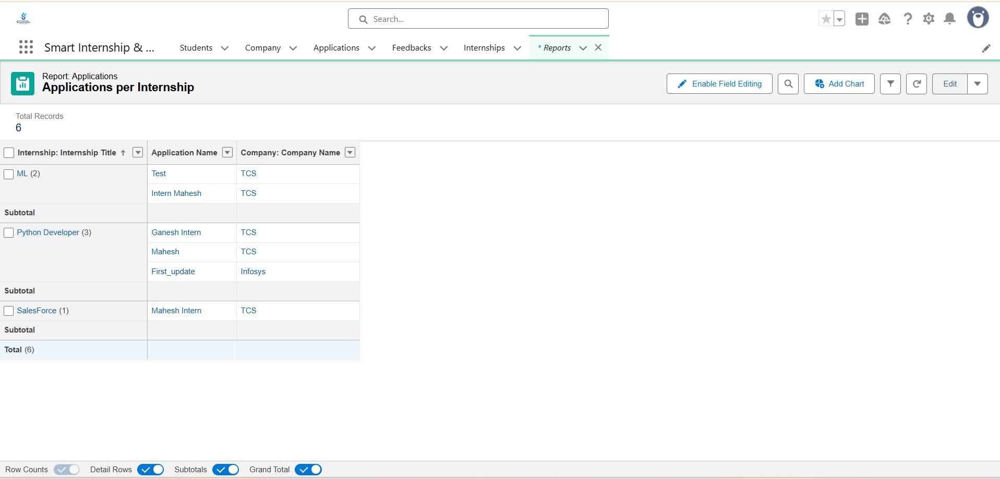 Search...
Smart Internship & ...
Students
Company
Applications
Feedbacks
Internships
* Reports
Report: Applications
Applications per Internship
Enable Field Editing
Add Chart
Edit
Total Records
6
Internship: Internship Title ↑ Application Name Company: Company Name
ML (2) Test TCS
Intern Mahesh TCS
Subtotal
Python Developer (3) Ganesh Intern TCS
Mahesh TCS
First_update Infosys
Subtotal
SalesForce (1) Mahesh Intern TCS
Subtotal
Total (6)
Row Counts Detail Rows Subtotals Grand Total